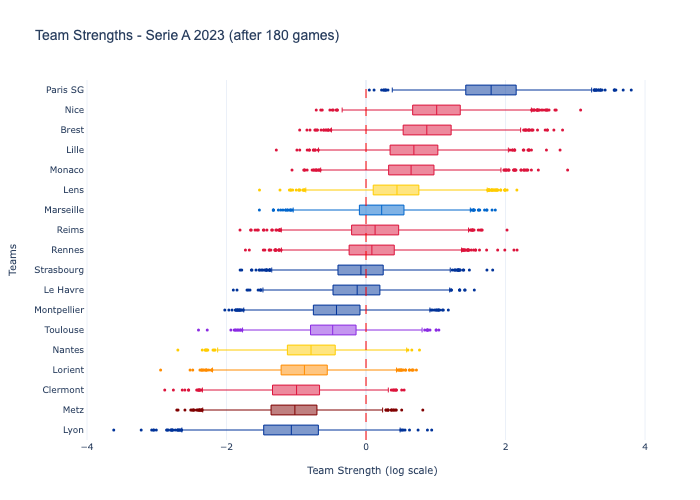 Team Strengths - Serie A 2023 (after 180 games)
Teams
Paris SG
Nice
Brest
Lille
Monaco
Lens
Marseille
Reims
Rennes
Strasbourg
Le Havre
Montpellier
Toulouse
Nantes
Lorient
Clermont
Metz
Lyon
−4 −2 0 2 4
Team Strength (log scale)